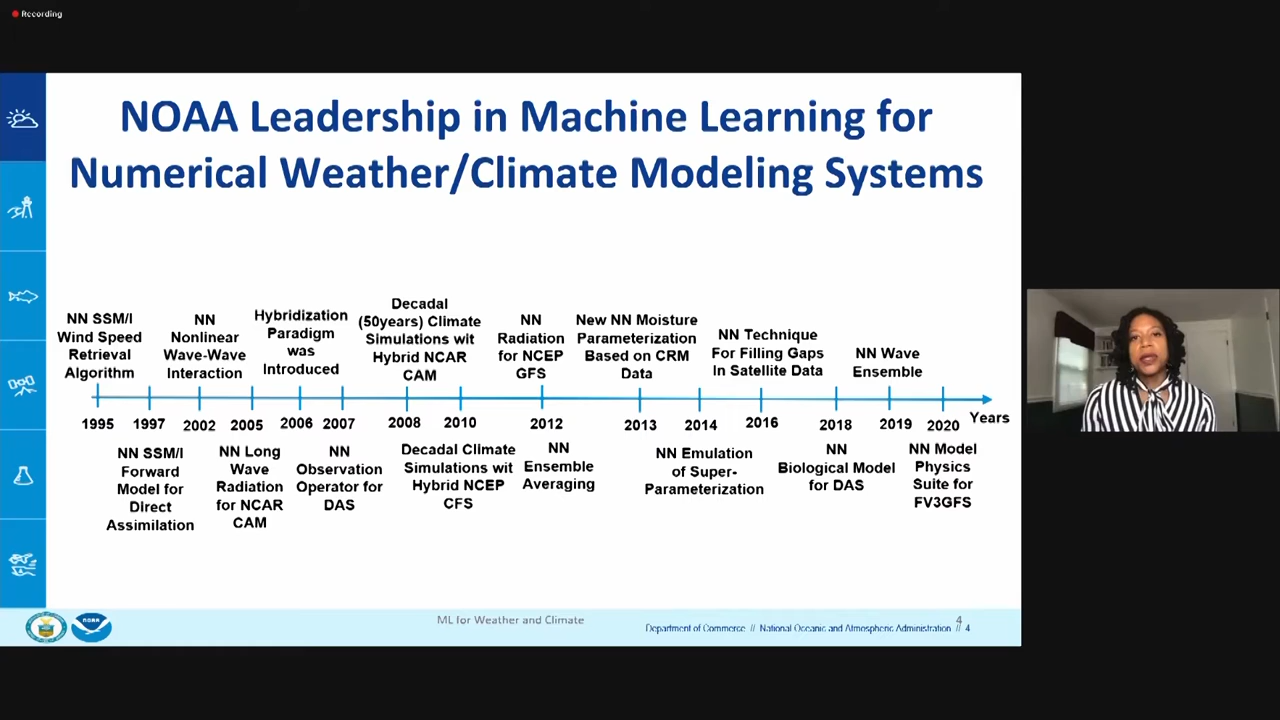 Recording
NOAA Leadership in Machine Learning for
Numerical Weather/Climate Modeling Systems
NN SSM/I
Wind Speed
Retrieval
Algorithm
NN
Nonlinear
Wave-Wave
Interaction
Hybridization
Paradigm
was
Introduced
Decadal
(50years) Climate
Simulations wit
Hybrid NCAR
CAM
NN
Radiation
for NCEP
GFS
New NN Moisture
Parameterization
Based on CRM
Data
NN Technique
For Filling Gaps
In Satellite Data
NN Wave
Ensemble
1995 1997 2002 2005 2006 2007 2008 2010 2012 2013 2014 2016 2018 2019 2020 Years
NN SSM/I
Forward
Model for
Direct
Assimilation
NN Long
Wave
Radiation
for NCAR
CAM
NN
Observation
Operator for
DAS
Decadal Climate
Simulations wit
Hybrid NCEP
CFS
NN
Ensemble
Averaging
NN Emulation
of Super-
Parameterization
NN
Biological Model
for DAS
NN Model
Physics
Suite for
FV3GFS
NOAA
ML for Weather and Climate
4
Department of Commerce // National Oceanic and Atmospheric Administration // 4